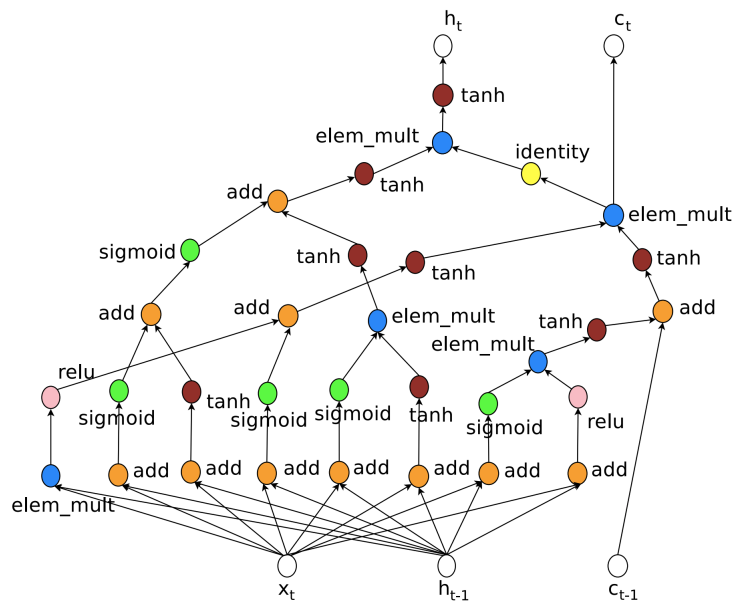 h_t c_t
tanh
elem_mult
identity
tanh
add
elem_mult
sigmoid
tanh
tanh
tanh
add
add
elem_mult
tanh
add
elem_mult
relu
sigmoid
tanh
sigmoid
sigmoid
tanh
sigmoid
relu
elem_mult
add
add
add
add
add
add
add
x_t h_t-1 c_t-1